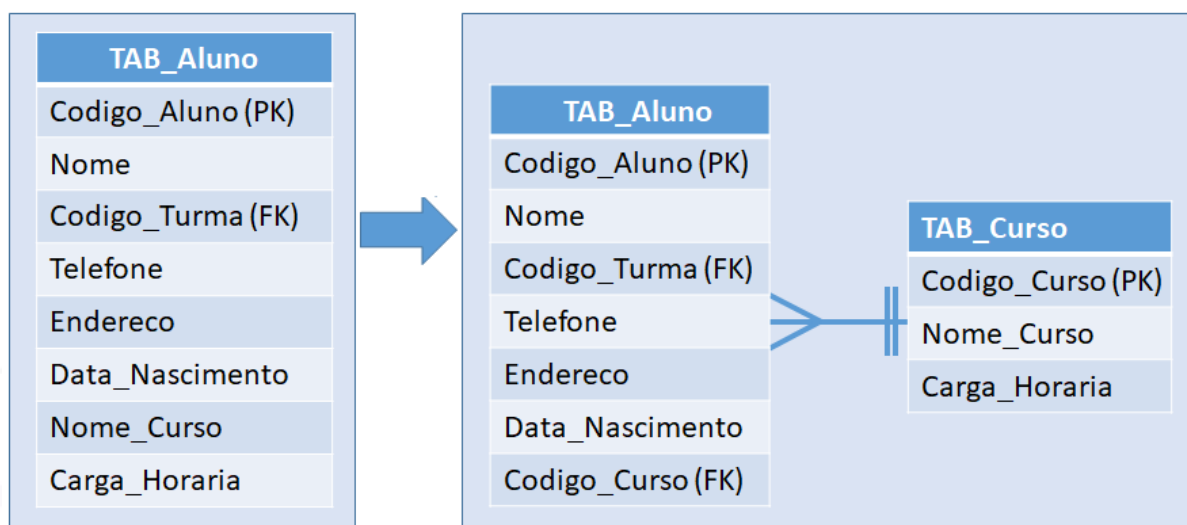 TAB_Aluno
Codigo_Aluno (PK)
Nome
Codigo_Turma (FK)
Telefone
Endereco
Data_Nascimento
Nome_Curso
Carga_Horaria
TAB_Aluno
Codigo_Aluno (PK)
Nome
Codigo_Turma (FK)
Telefone
Endereco
Data_Nascimento
Codigo_Curso (FK)
TAB_Curso
Codigo_Curso (PK)
Nome_Curso
Carga_Horaria